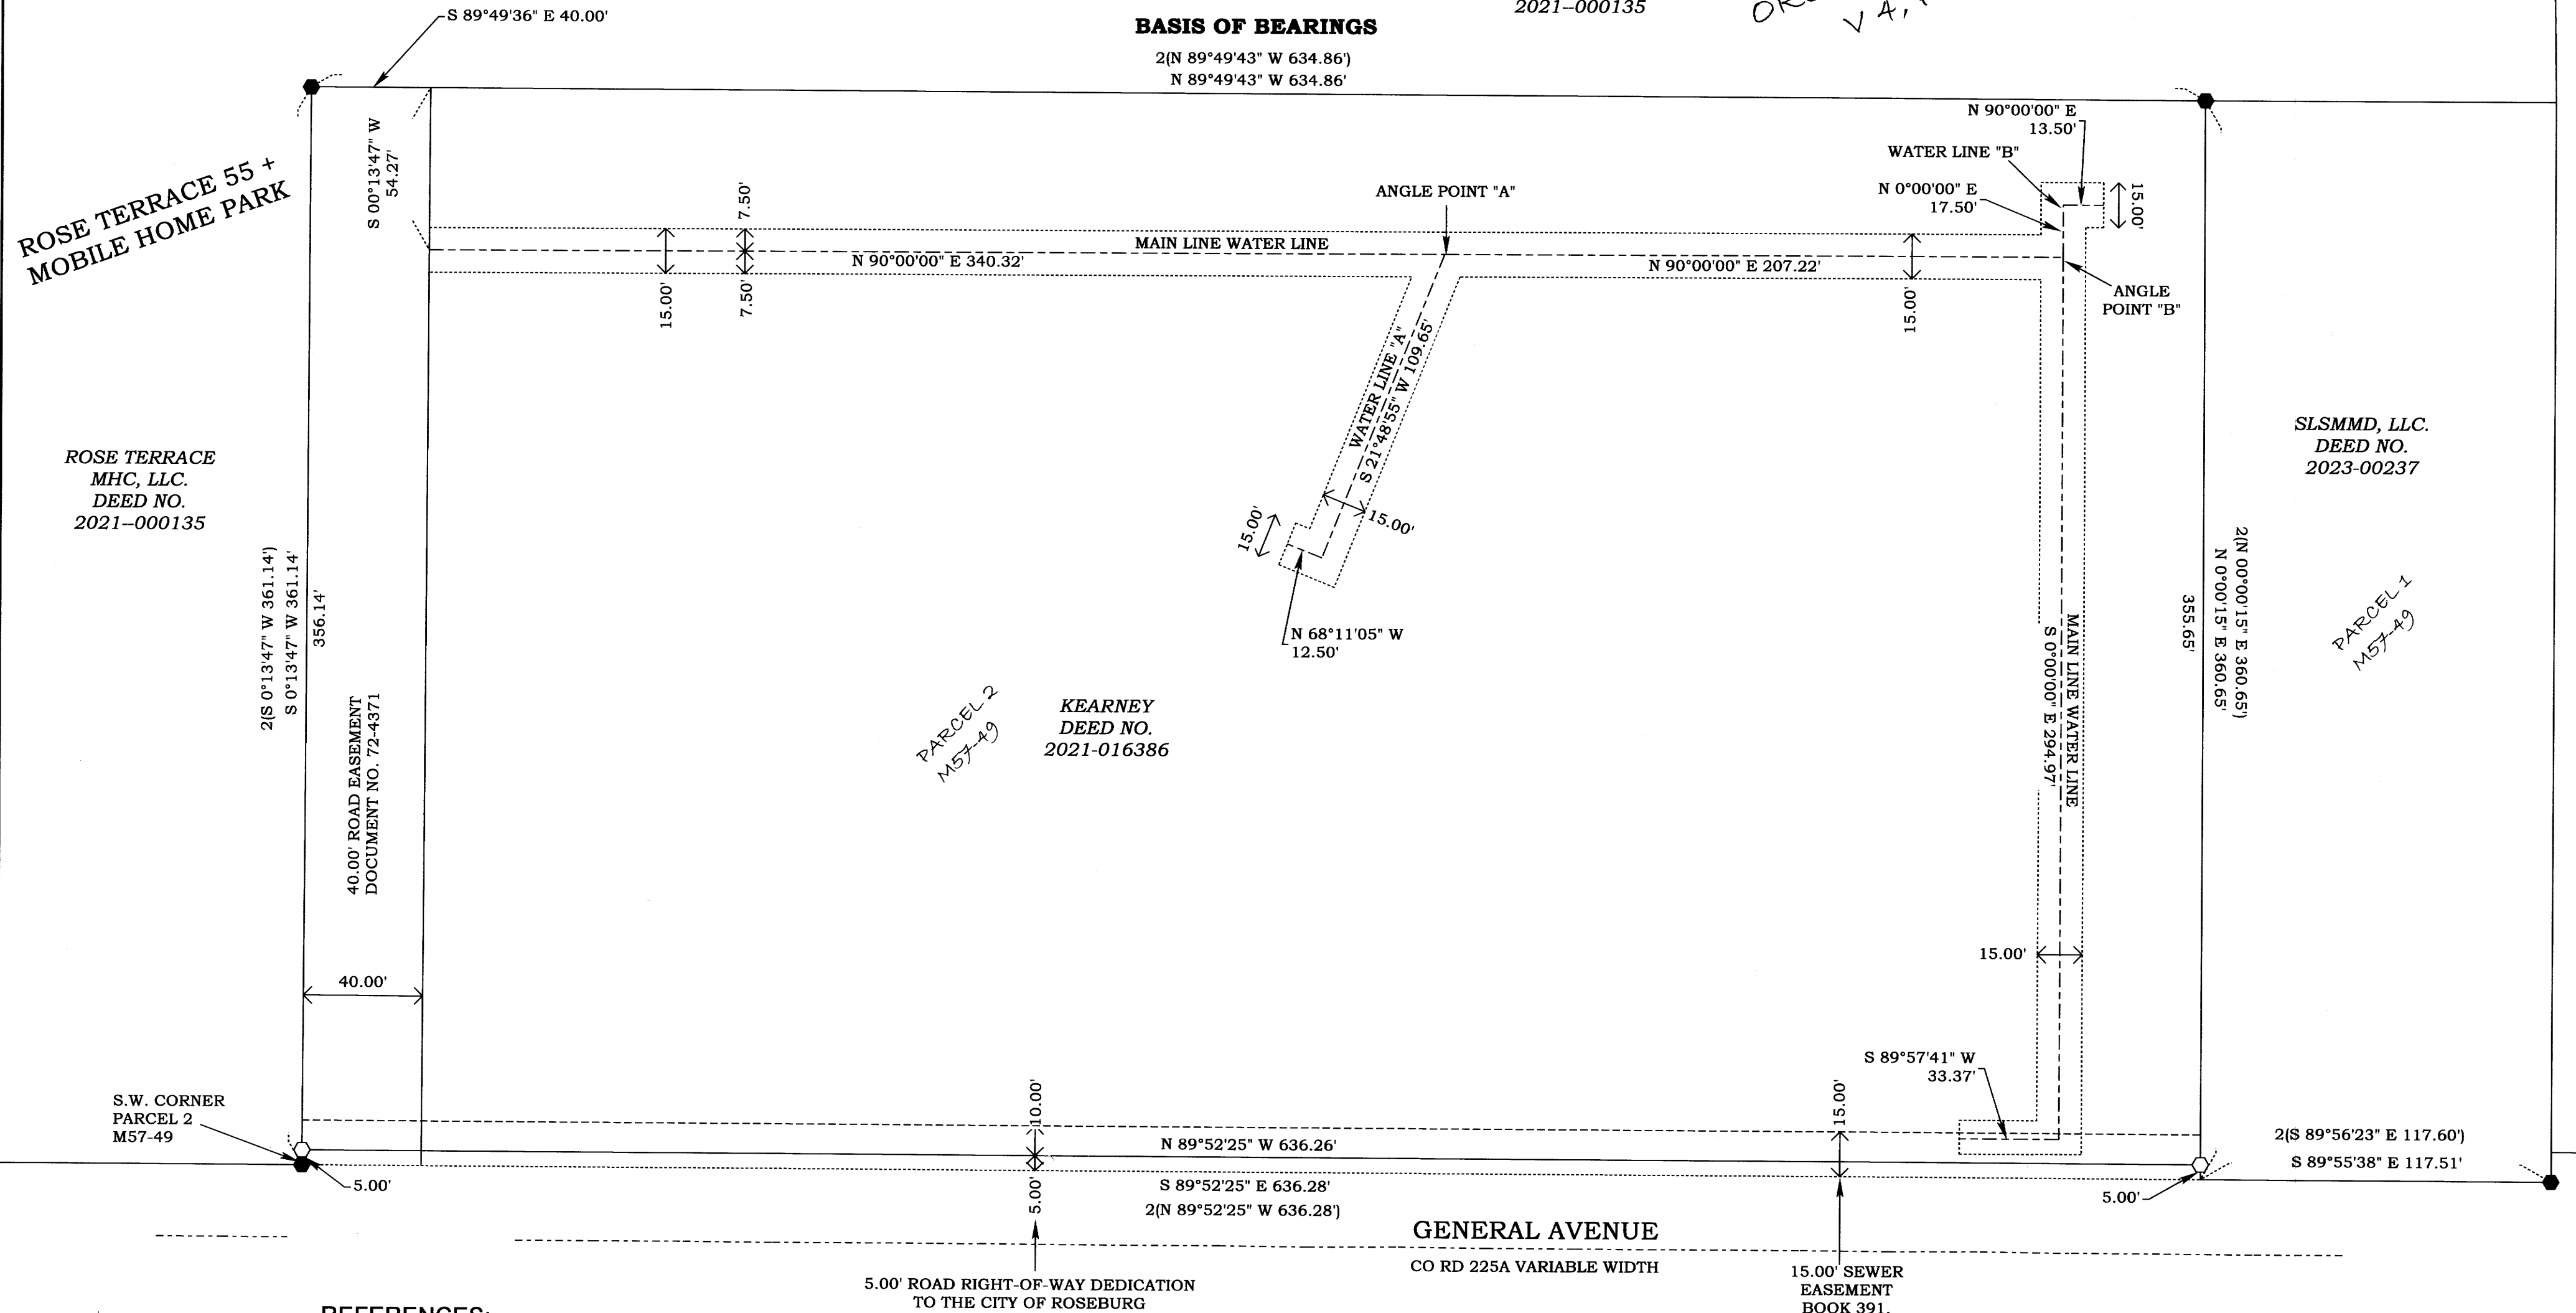 S 89°49'36" E 40.00'
2021--000135
V 4,
BASIS OF BEARINGS
2(N 89°49'43" W 634.86')
N 89°49'43" W 634.86'
N 90°00'00" E
13.50'
WATER LINE "B"
N 0°00'00" E
17.50'
15.00'
ROSE TERRACE 55 +
MOBILE HOME PARK
S 00°13'47" W
54.27'
7.50'
7.50'
15.00'
MAIN LINE WATER LINE
N 90°00'00" E 340.32'
ANGLE POINT "A"
N 90°00'00" E 207.22'
15.00'
ANGLE
POINT "B"
WATER LINE "A"
S 21°48'55" W 109.65'
15.00'
15.00'
N 68°11'05" W
12.50'
ROSE TERRACE
MHC, LLC.
DEED NO.
2021--000135
SLSMMD, LLC.
DEED NO.
2023-00237
2(S 0°13'47" W 361.14')
S 0°13'47" W 361.14'
356.14'
40.00' ROAD EASEMENT
DOCUMENT NO. 72-4371
PARCEL 2
M57-49
KEARNEY
DEED NO.
2021-016386
MAIN LINE WATER LINE
S 0°00'00" E 294.97'
355.65'
2(N 00°00'15" E 360.65')
N 0°00'15" E 360.65'
PARCEL 1
M57-49
40.00'
15.00'
S 89°57'41" W
33.37'
S.W. CORNER
PARCEL 2
M57-49
5.00'
10.00'
5.00'
15.00'
N 89°52'25" W 636.26'
S 89°52'25" E 636.28'
2(N 89°52'25" W 636.28')
2(S 89°56'23" E 117.60')
S 89°55'38" E 117.51'
5.00'
GENERAL AVENUE
CO RD 225A VARIABLE WIDTH
5.00' ROAD RIGHT-OF-WAY DEDICATION
TO THE CITY OF ROSEBURG
15.00' SEWER
EASEMENT
BOOK 391,
REFERENCES: